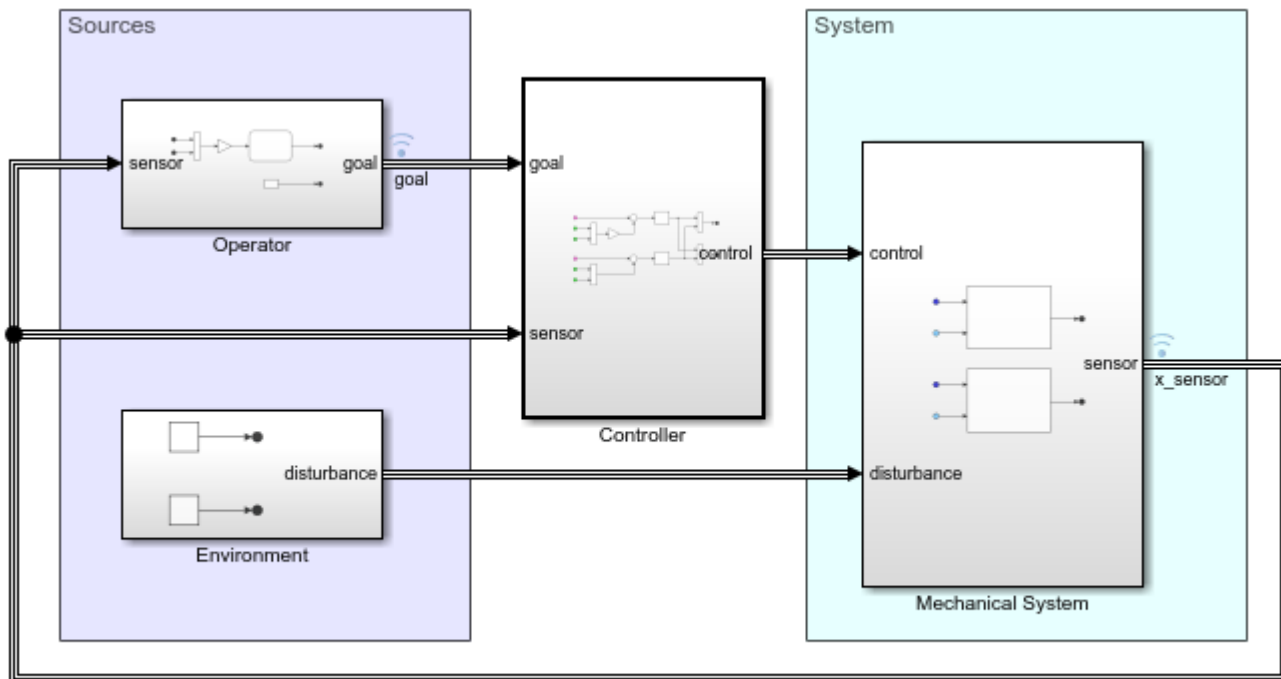 Sources
System
sensor
goal
goal
Operator
goal
control
sensor
Controller
control
sensor
x_sensor
disturbance
Mechanical System
disturbance
Environment